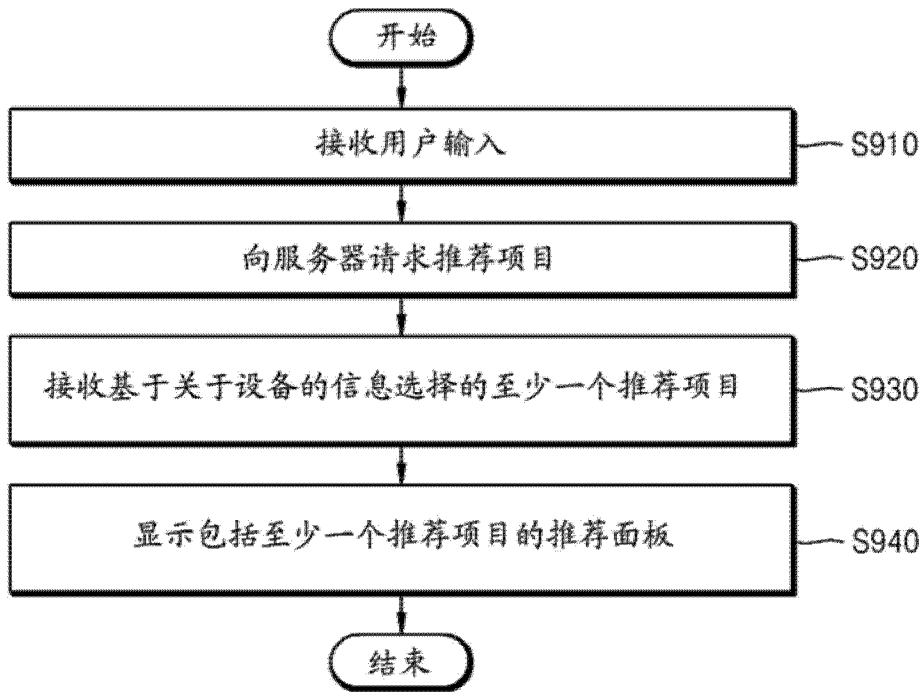 开始
接收用户输入
S910
向服务器请求推荐项目
S920
接收基于关于设备的信息选择的至少一个推荐项目
S930
显示包括至少一个推荐项目的推荐面板
S940
结束